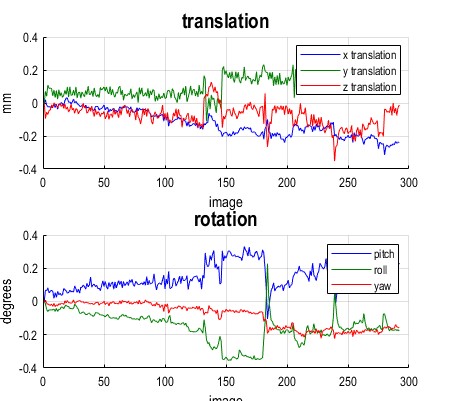 translation
0.4
0.2
0
-0.2
-0.4
mm
x translation
y translation
z translation
0 50 100 150 200 250 300
image
rotation
0.4
0.2
0
-0.2
-0.4
degrees
pitch
roll
yaw
0 50 100 150 200 250 300
image